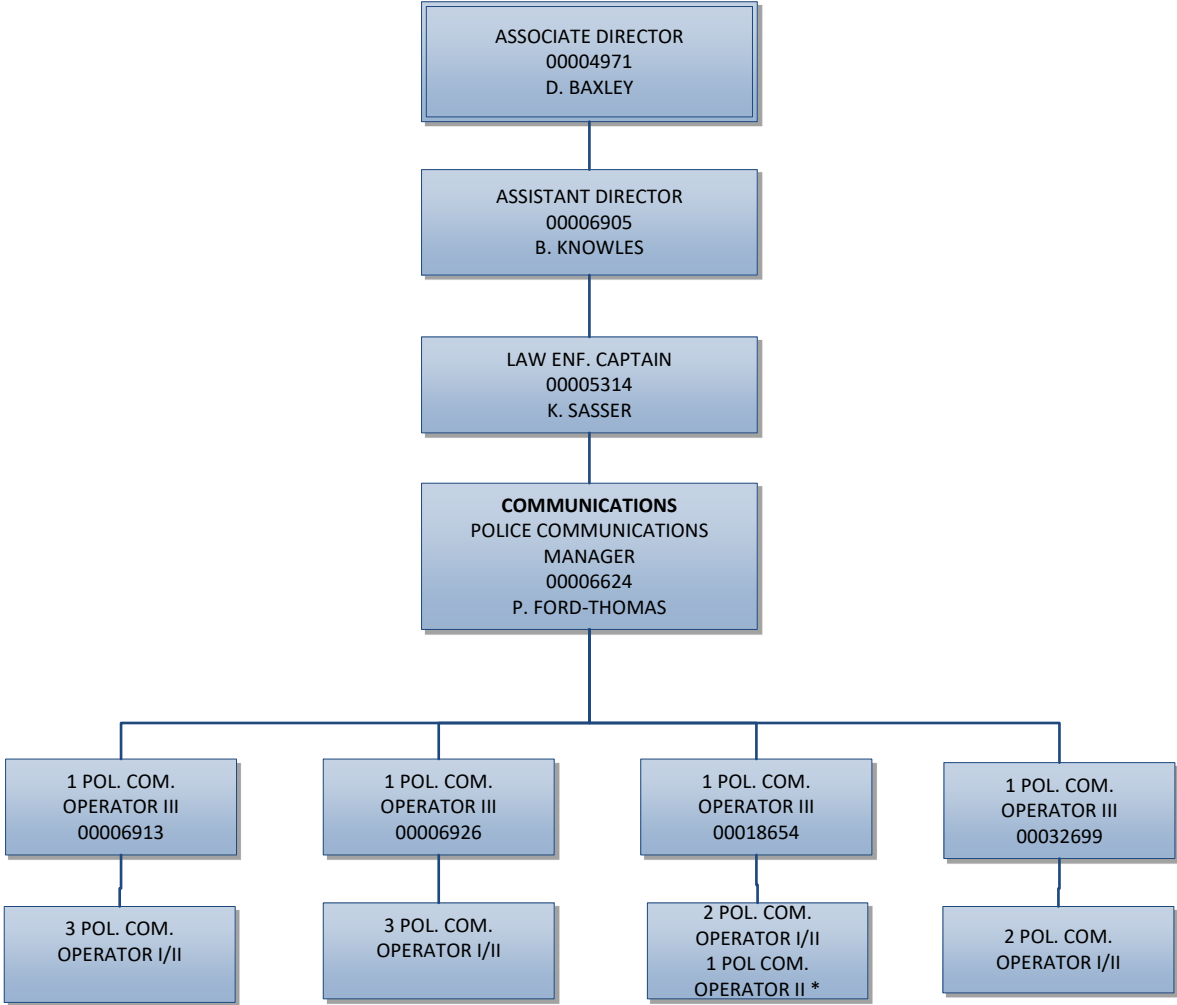 ASSOCIATE DIRECTOR
00004971
D. BAXLEY
ASSISTANT DIRECTOR
00006905
B. KNOWLES
LAW ENF. CAPTAIN
00005314
K. SASSER
COMMUNICATIONS
POLICE COMMUNICATIONS
MANAGER
00006624
P. FORD-THOMAS
1 POL. COM.
OPERATOR III
00006913
1 POL. COM.
OPERATOR III
00006926
1 POL. COM.
OPERATOR III
00018654
1 POL. COM.
OPERATOR III
00032699
3 POL. COM.
OPERATOR I/II
3 POL. COM.
OPERATOR I/II
2 POL. COM.
OPERATOR I/II
1 POL COM.
OPERATOR II *
2 POL. COM.
OPERATOR I/II